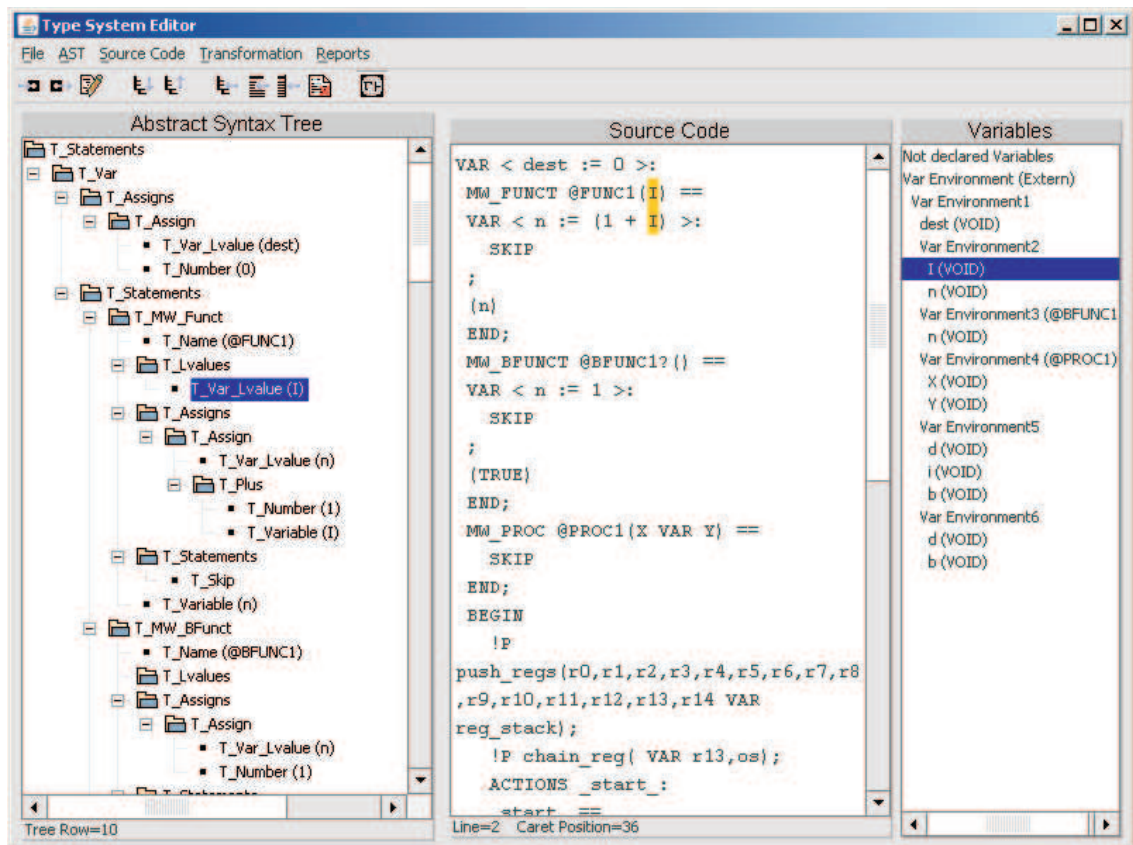 Type System Editor
File AST Source Code Transformation Reports
Abstract Syntax Tree
T_Statements
T_Var
T_Assigns
T_Assign
T_Var_Lvalue (dest)
T_Number (0)
T_Statements
T_MW_Funct
T_Name (@FUNC1)
T_Lvalues
T_Var_Lvalue (I)
T_Assigns
T_Assign
T_Var_Lvalue (n)
T_Plus
T_Number (1)
T_Variable (I)
T_Statements
T_Skip
T_Variable (n)
T_MW_BFunct
T_Name (@BFUNC1)
T_Lvalues
T_Assigns
T_Assign
T_Var_Lvalue (n)
T_Number (1)
T_Statements
Tree Row=10
Source Code
VAR < dest := 0 >:
MW_FUNCT @FUNC1(I) ==
VAR < n := (1 + I) >:
SKIP
;
(n)
END;
MW_BFUNCT @BFUNC1?() ==
VAR < n := 1 >:
SKIP
;
(TRUE)
END;
MW_PROC @PROC1(X VAR Y) ==
SKIP
END;
BEGIN
!P
push_regs(r0,r1,r2,r3,r4,r5,r6,r7,r8
,r9,r10,r11,r12,r13,r14 VAR
reg_stack);
!P chain_reg( VAR r13,os);
ACTIONS _start_:
_start_ ==
Line=2 Caret Position=36
Variables
Not declared Variables
Var Environment (Extern)
Var Environment1
dest (VOID)
Var Environment2
I (VOID)
n (VOID)
Var Environment3 (@BFUNC1
n (VOID)
Var Environment4 (@PROC1)
X (VOID)
Y (VOID)
Var Environment5
d (VOID)
i (VOID)
b (VOID)
Var Environment6
d (VOID)
b (VOID)